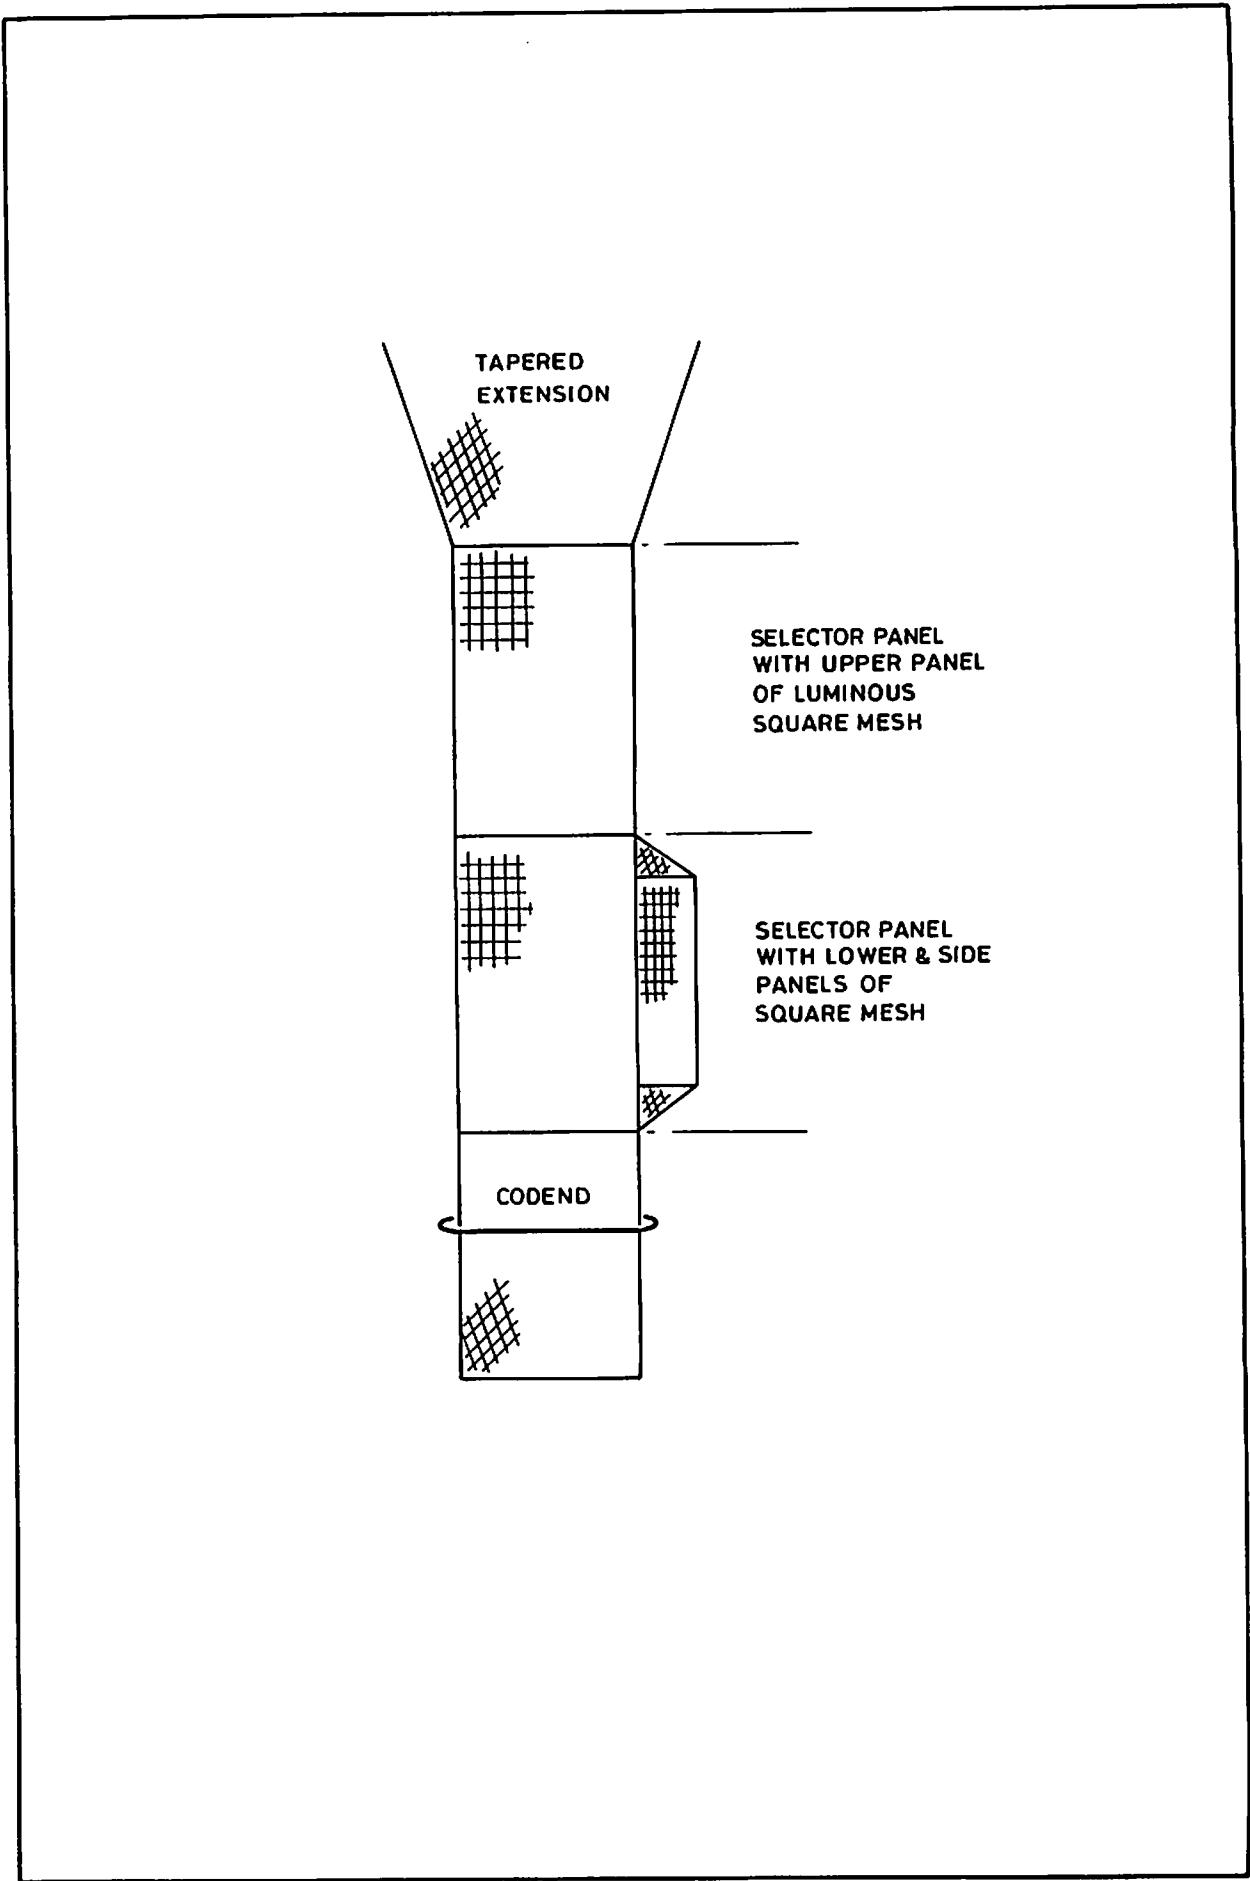 TAPERED
EXTENSION
SELECTOR PANEL
WITH UPPER PANEL
OF LUMINOUS
SQUARE MESH
SELECTOR PANEL
WITH LOWER & SIDE
PANELS OF
SQUARE MESH
CODEND